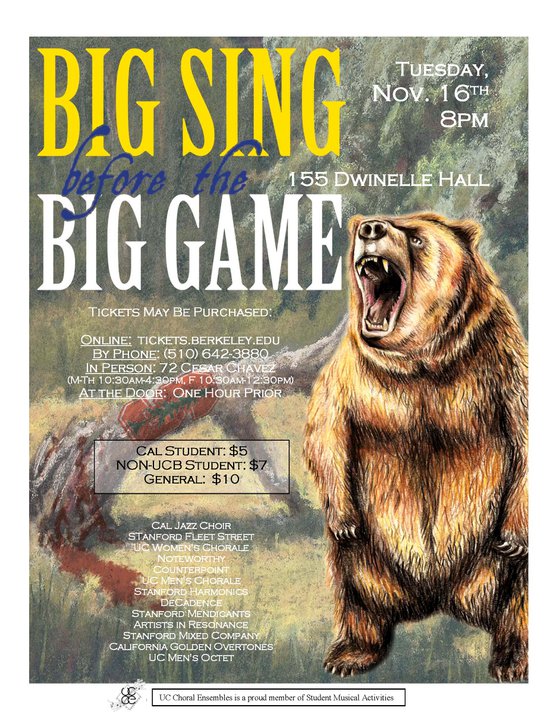 BIG SING
before the
BIG GAME
Tuesday,
Nov. 16th
8pm
155 Dwinelle Hall
Tickets May Be Purchased:
Online: tickets.berkeley.edu
By Phone: (510) 642-3880
In Person: 72 Cesar Chavez
(M-Th 10:30am-4:30pm, F 10:30am-12:30pm)
At the Door: One Hour Prior
Cal Student: $5
NON-UCB Student: $7
General: $10
Cal Jazz Choir
Stanford Fleet Street
UC Women's Chorale
Noteworthy
Counterpoint
UC Men's Chorale
Stanford Harmonics
DeCadence
Stanford Mendicants
Artists in Resonance
Stanford Mixed Company
California Golden Overtones
UC Men's Octet
UC Choral Ensembles is a proud member of Student Musical Activities